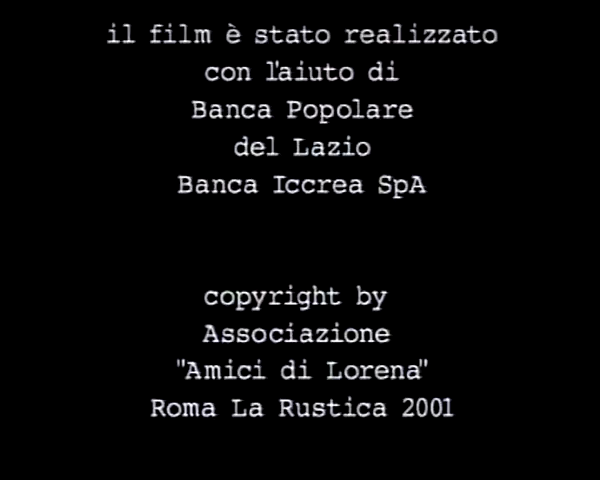 il film è stato realizzato
con l'aiuto di
Banca Popolare
del Lazio
Banca Iccrea SpA
copyright by
Associazione
"Amici di Lorena"
Roma La Rustica 2001